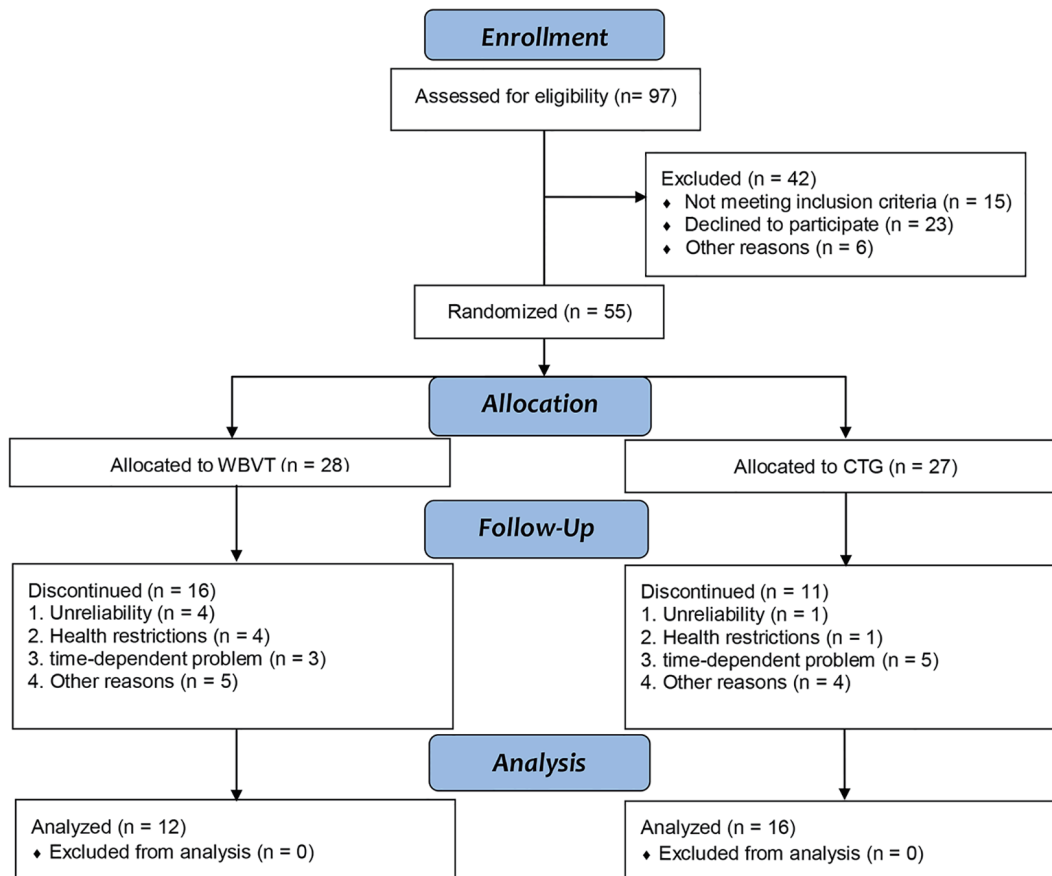 Enrollment
Assessed for eligibility (n= 97)
Excluded (n = 42)
♦ Not meeting inclusion criteria (n = 15)
♦ Declined to participate (n = 23)
♦ Other reasons (n = 6)
Randomized (n = 55)
Allocation
Allocated to WBVT (n = 28)
Allocated to CTG (n = 27)
Follow-Up
Discontinued (n = 16)
1. Unreliability (n = 4)
2. Health restrictions (n = 4)
3. time-dependent problem (n = 3)
4. Other reasons (n = 5)
Discontinued (n = 11)
1. Unreliability (n = 1)
2. Health restrictions (n = 1)
3. time-dependent problem (n = 5)
4. Other reasons (n = 4)
Analysis
Analyzed (n = 12)
♦ Excluded from analysis (n = 0)
Analyzed (n = 16)
♦ Excluded from analysis (n = 0)